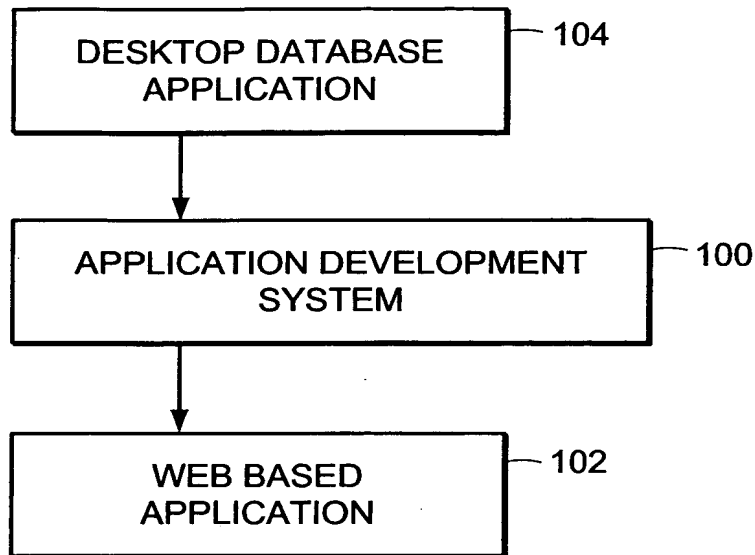 DESKTOP DATABASE
APPLICATION
104
APPLICATION DEVELOPMENT
SYSTEM
100
WEB BASED
APPLICATION
102